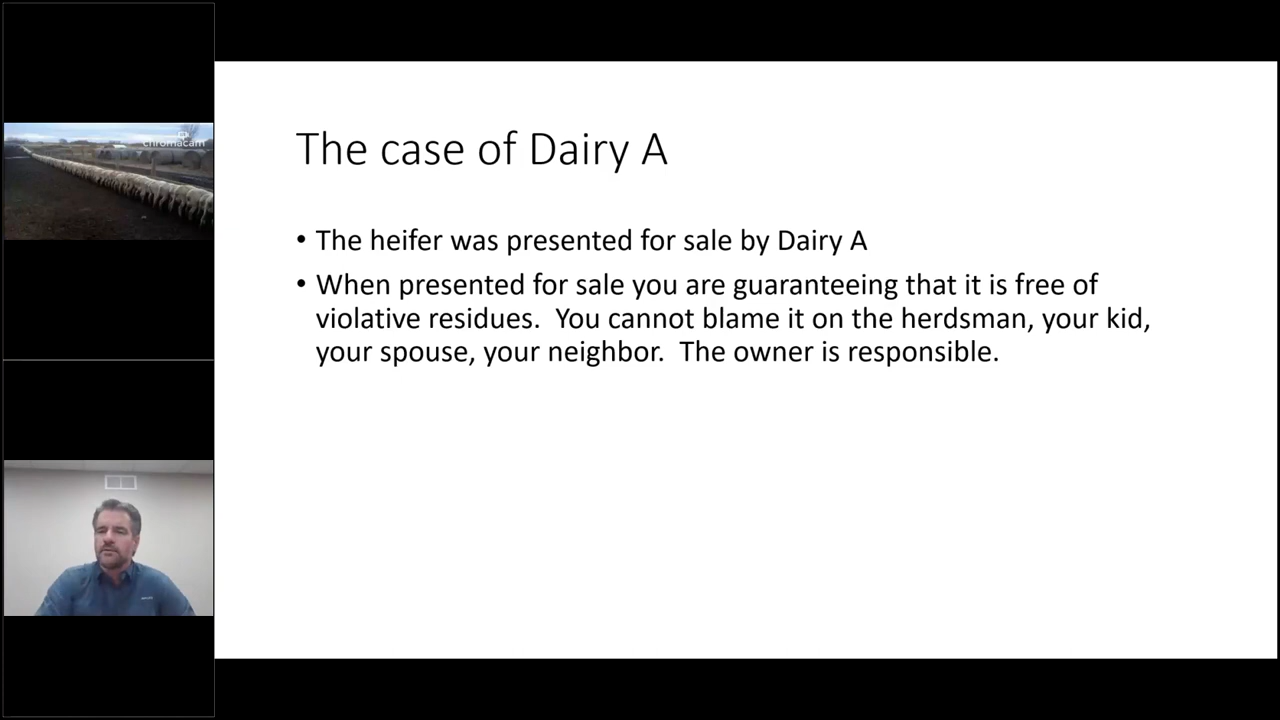 chromacam
The case of Dairy A
• The heifer was presented for sale by Dairy A
• When presented for sale you are guaranteeing that it is free of
violative residues.  You cannot blame it on the herdsman, your kid,
your spouse, your neighbor.  The owner is responsible.